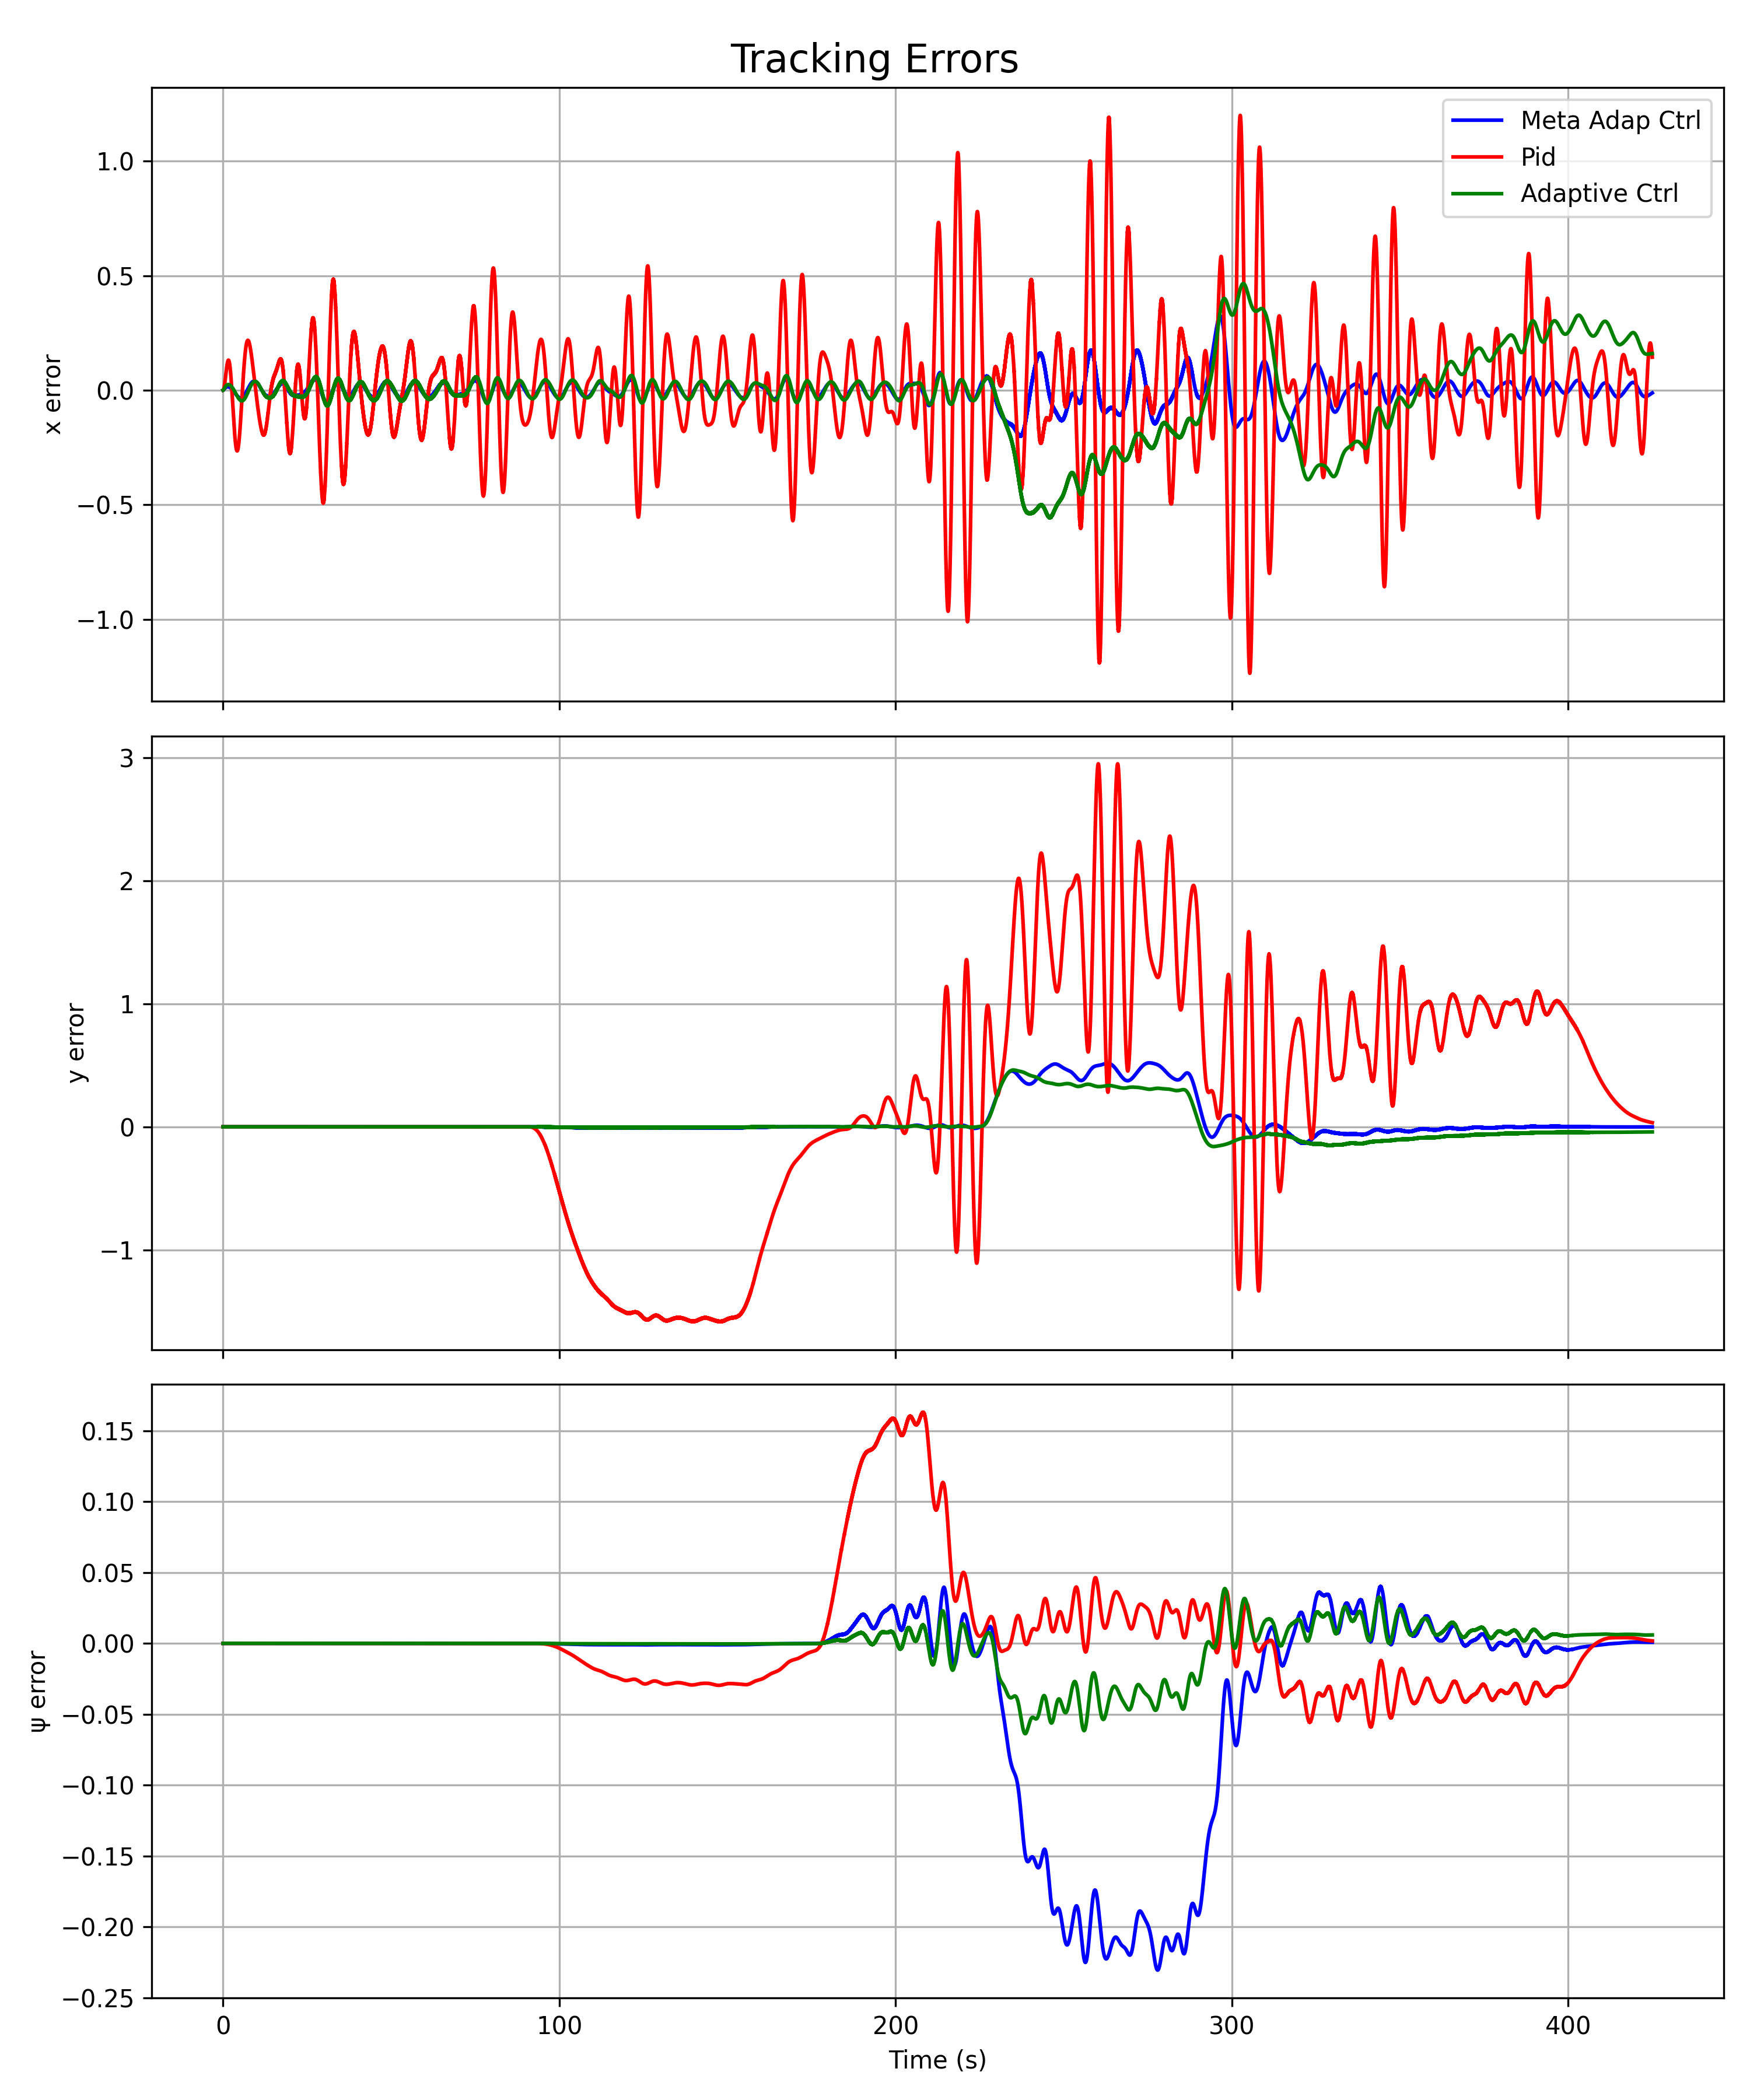 Tracking Errors
Meta Adap Ctrl
Pid
Adaptive Ctrl
1.0
0.5
0.0
−0.5
−1.0
x error
3
2
1
0
−1
y error
0.15
0.10
0.05
0.00
−0.05
−0.10
−0.15
−0.20
−0.25
ψ error
0 100 200 300 400
Time (s)